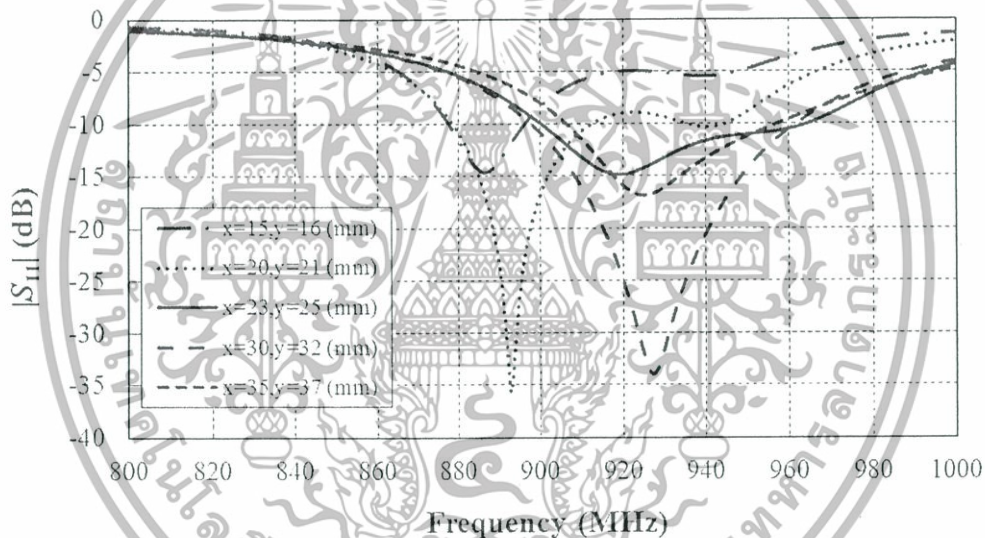 0
-5
-10
-15
-20
-25
-30
-35
-40
|S11| (dB)
x=15,y=16 (mm)
x=20,y=21 (mm)
x=23,y=25 (mm)
x=30,y=32 (mm)
x=35,y=37 (mm)
800 820 840 860 880 900 920 940 960 980 1000
Frequency (MHz)